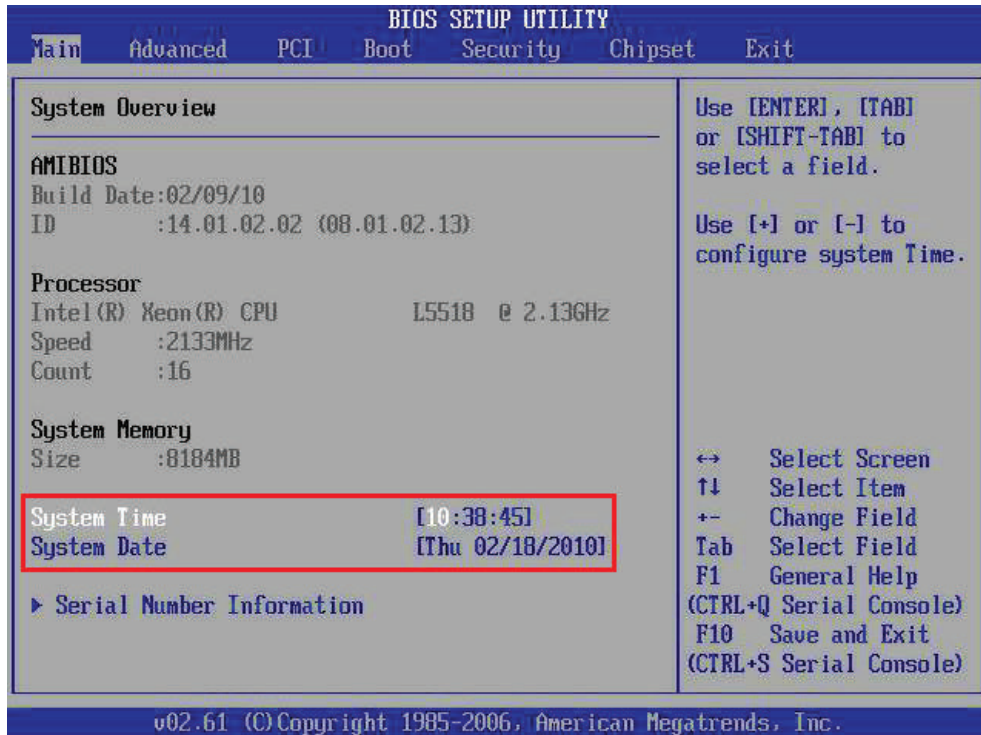 BIOS SETUP UTILITY
Main Advanced PCI Boot Security Chipset Exit
System Overview
AMIBIOS
Build Date:02/09/10
ID :14.01.02.02 (08.01.02.13)
Processor
Intel(R) Xeon(R) CPU L5518 @ 2.13GHz
Speed :2133MHz
Count :16
System Memory
Size :8184MB
System Time [10:38:45]
System Date [Thu 02/18/2010]
Serial Number Information
Use [ENTER], [TAB]
or [SHIFT-TAB] to
select a field.
Use [+] or [-] to
configure system Time.
↔ Select Screen
↑↓ Select Item
+- Change Field
Tab Select Field
F1 General Help
(CTRL+Q Serial Console)
F10 Save and Exit
(CTRL+S Serial Console)
v02.61 (C)Copyright 1985-2006, American Megatrends, Inc.